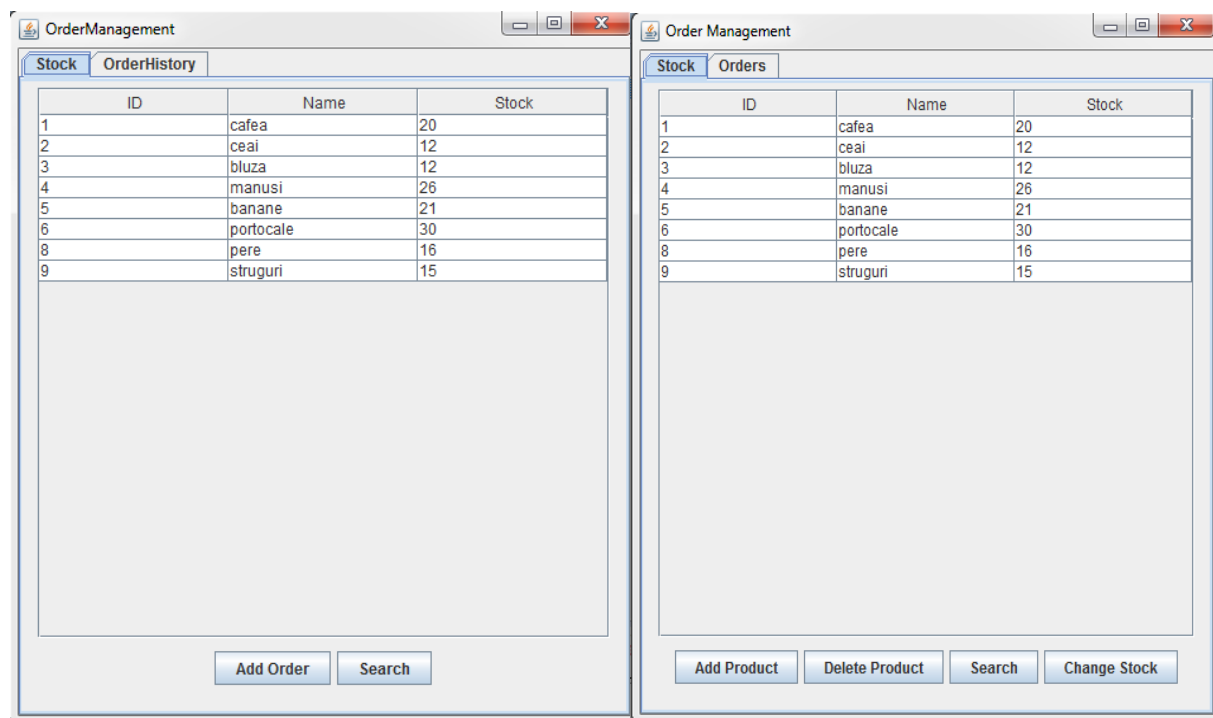 OrderManagement
Stock OrderHistory
ID Name Stock
1 cafea 20
2 ceai 12
3 bluza 12
4 manusi 26
5 banane 21
6 portocale 30
8 pere 16
9 struguri 15
Add Order Search
Order Management
Stock Orders
ID Name Stock
1 cafea 20
2 ceai 12
3 bluza 12
4 manusi 26
5 banane 21
6 portocale 30
8 pere 16
9 struguri 15
Add Product Delete Product Search Change Stock